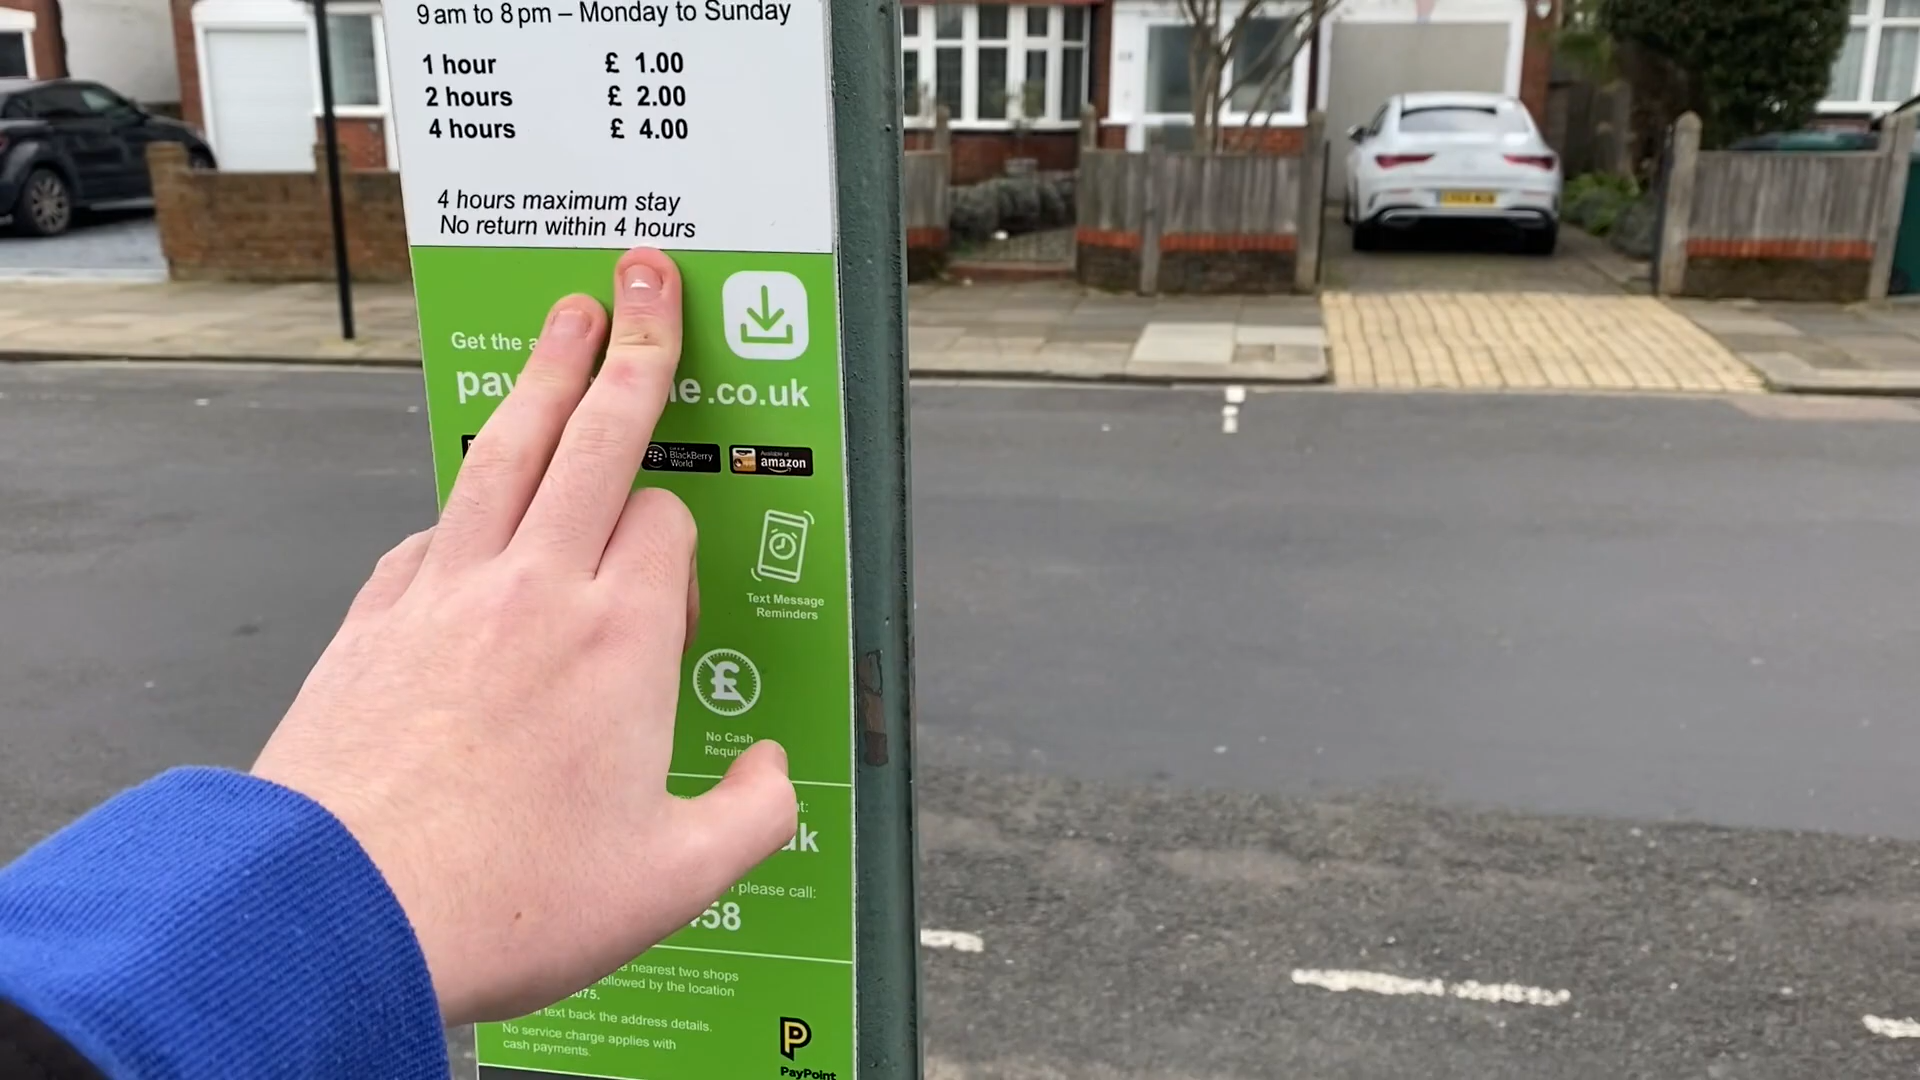 9 am to 8 pm – Monday to Sunday
1 hour £ 1.00
2 hours £ 2.00
4 hours £ 4.00
4 hours maximum stay
No return within 4 hours
Get the
.co.uk
BlackBerry World
Available at amazon
Text Message
Reminders
No Cash
please call:
58
nearest two shops
followed by the location
075.
text back the address details.
No service charge applies with
cash payments.
PayPoint